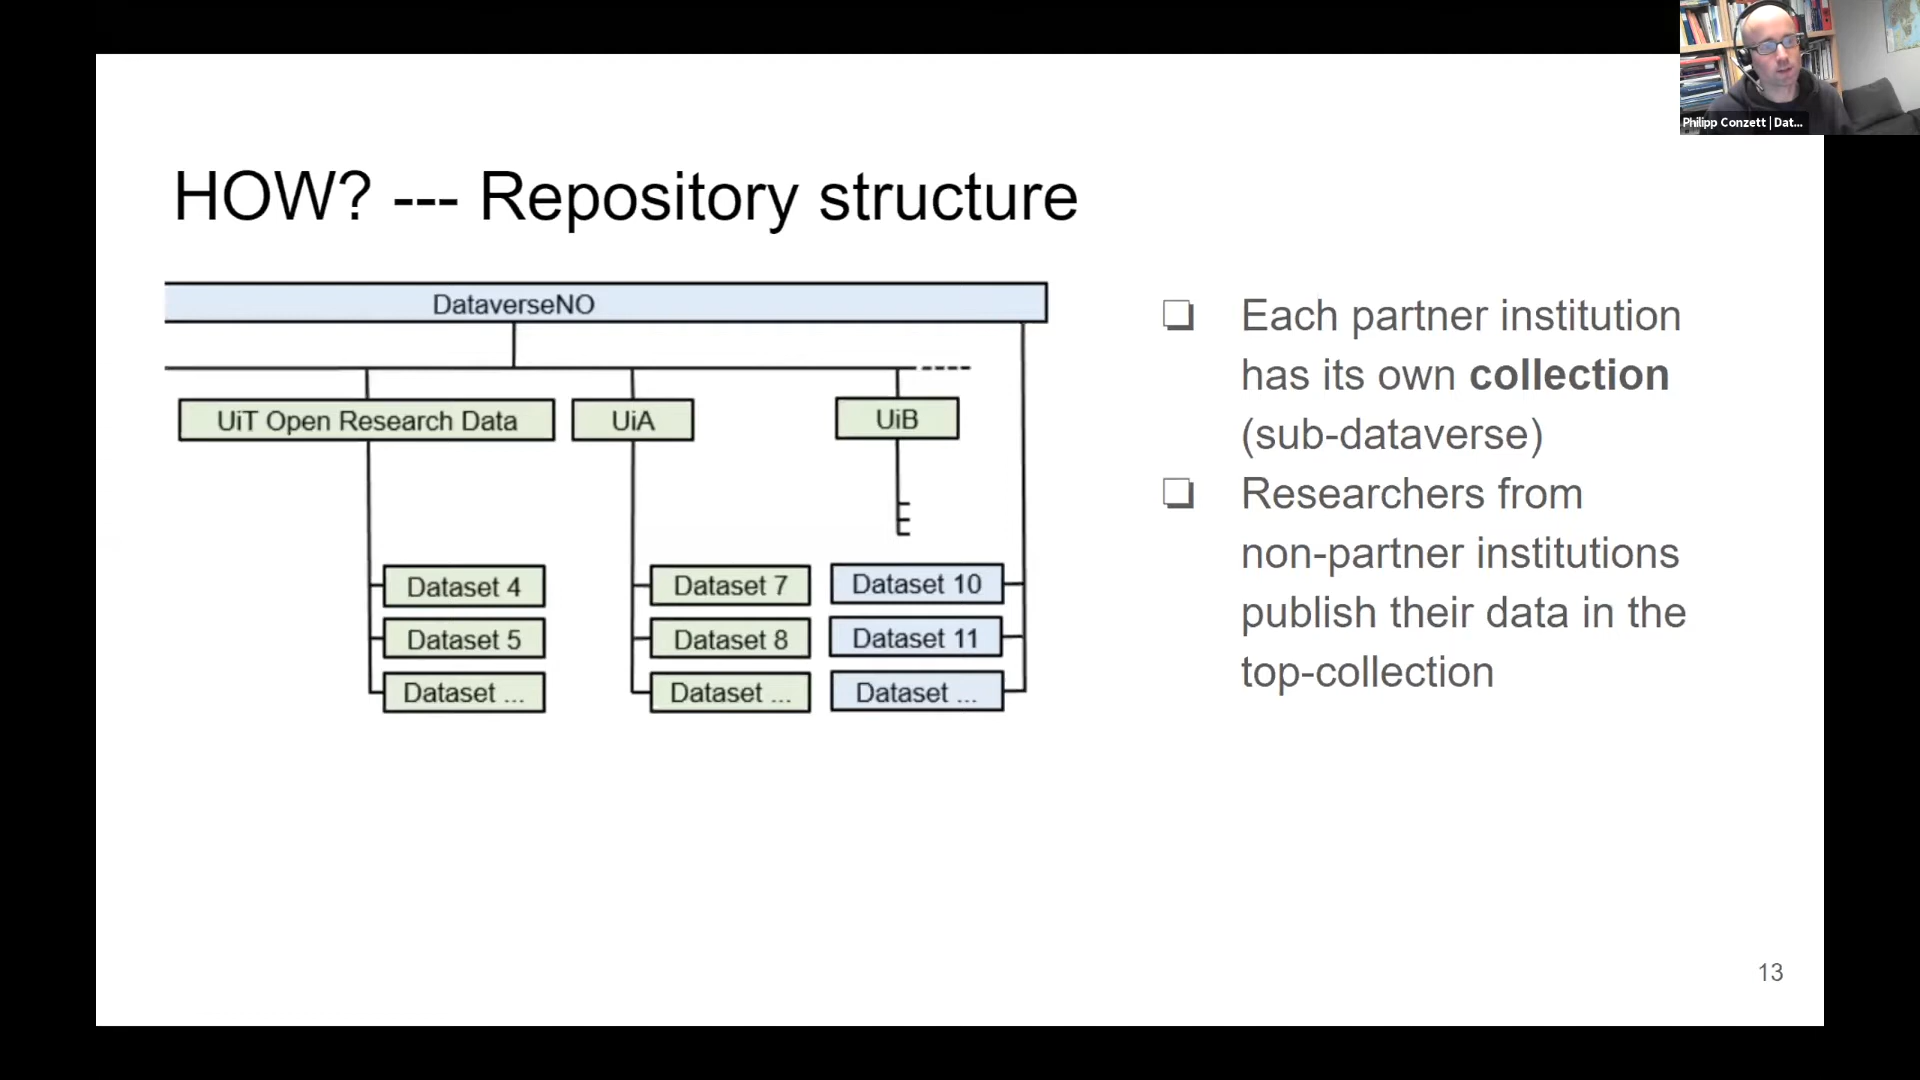 Philipp Conzett | Dat...
HOW? --- Repository structure
DataverseNO
UiT Open Research Data
UiA
UiB
Dataset 4
Dataset 5
Dataset ...
Dataset 7
Dataset 8
Dataset ...
Dataset 10
Dataset 11
Dataset ...
Each partner institution
has its own collection
(sub-dataverse)
Researchers from
non-partner institutions
publish their data in the
top-collection
13